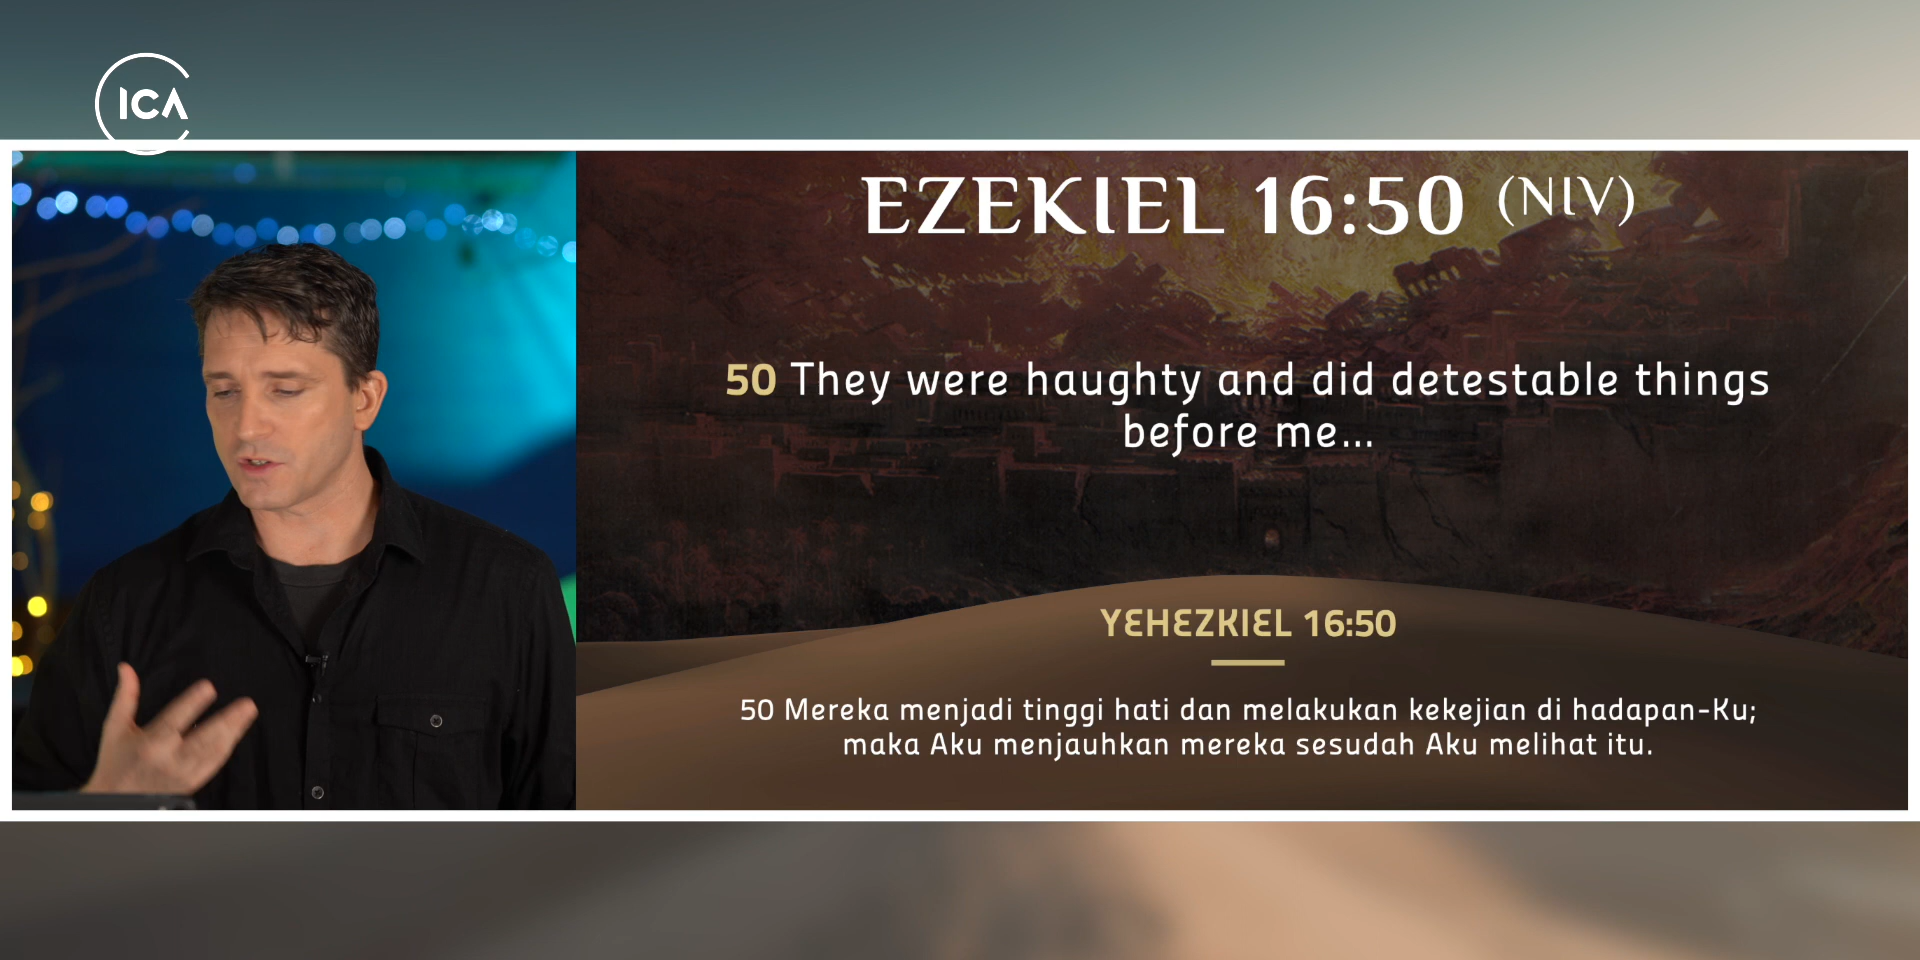 ICA
EZEKIEL 16:50 (NIV)
50 They were haughty and did detestable things
before me...
YEHEZKIEL 16:50
50 Mereka menjadi tinggi hati dan melakukan kekejian di hadapan-Ku;
maka Aku menjauhkan mereka sesudah Aku melihat itu.